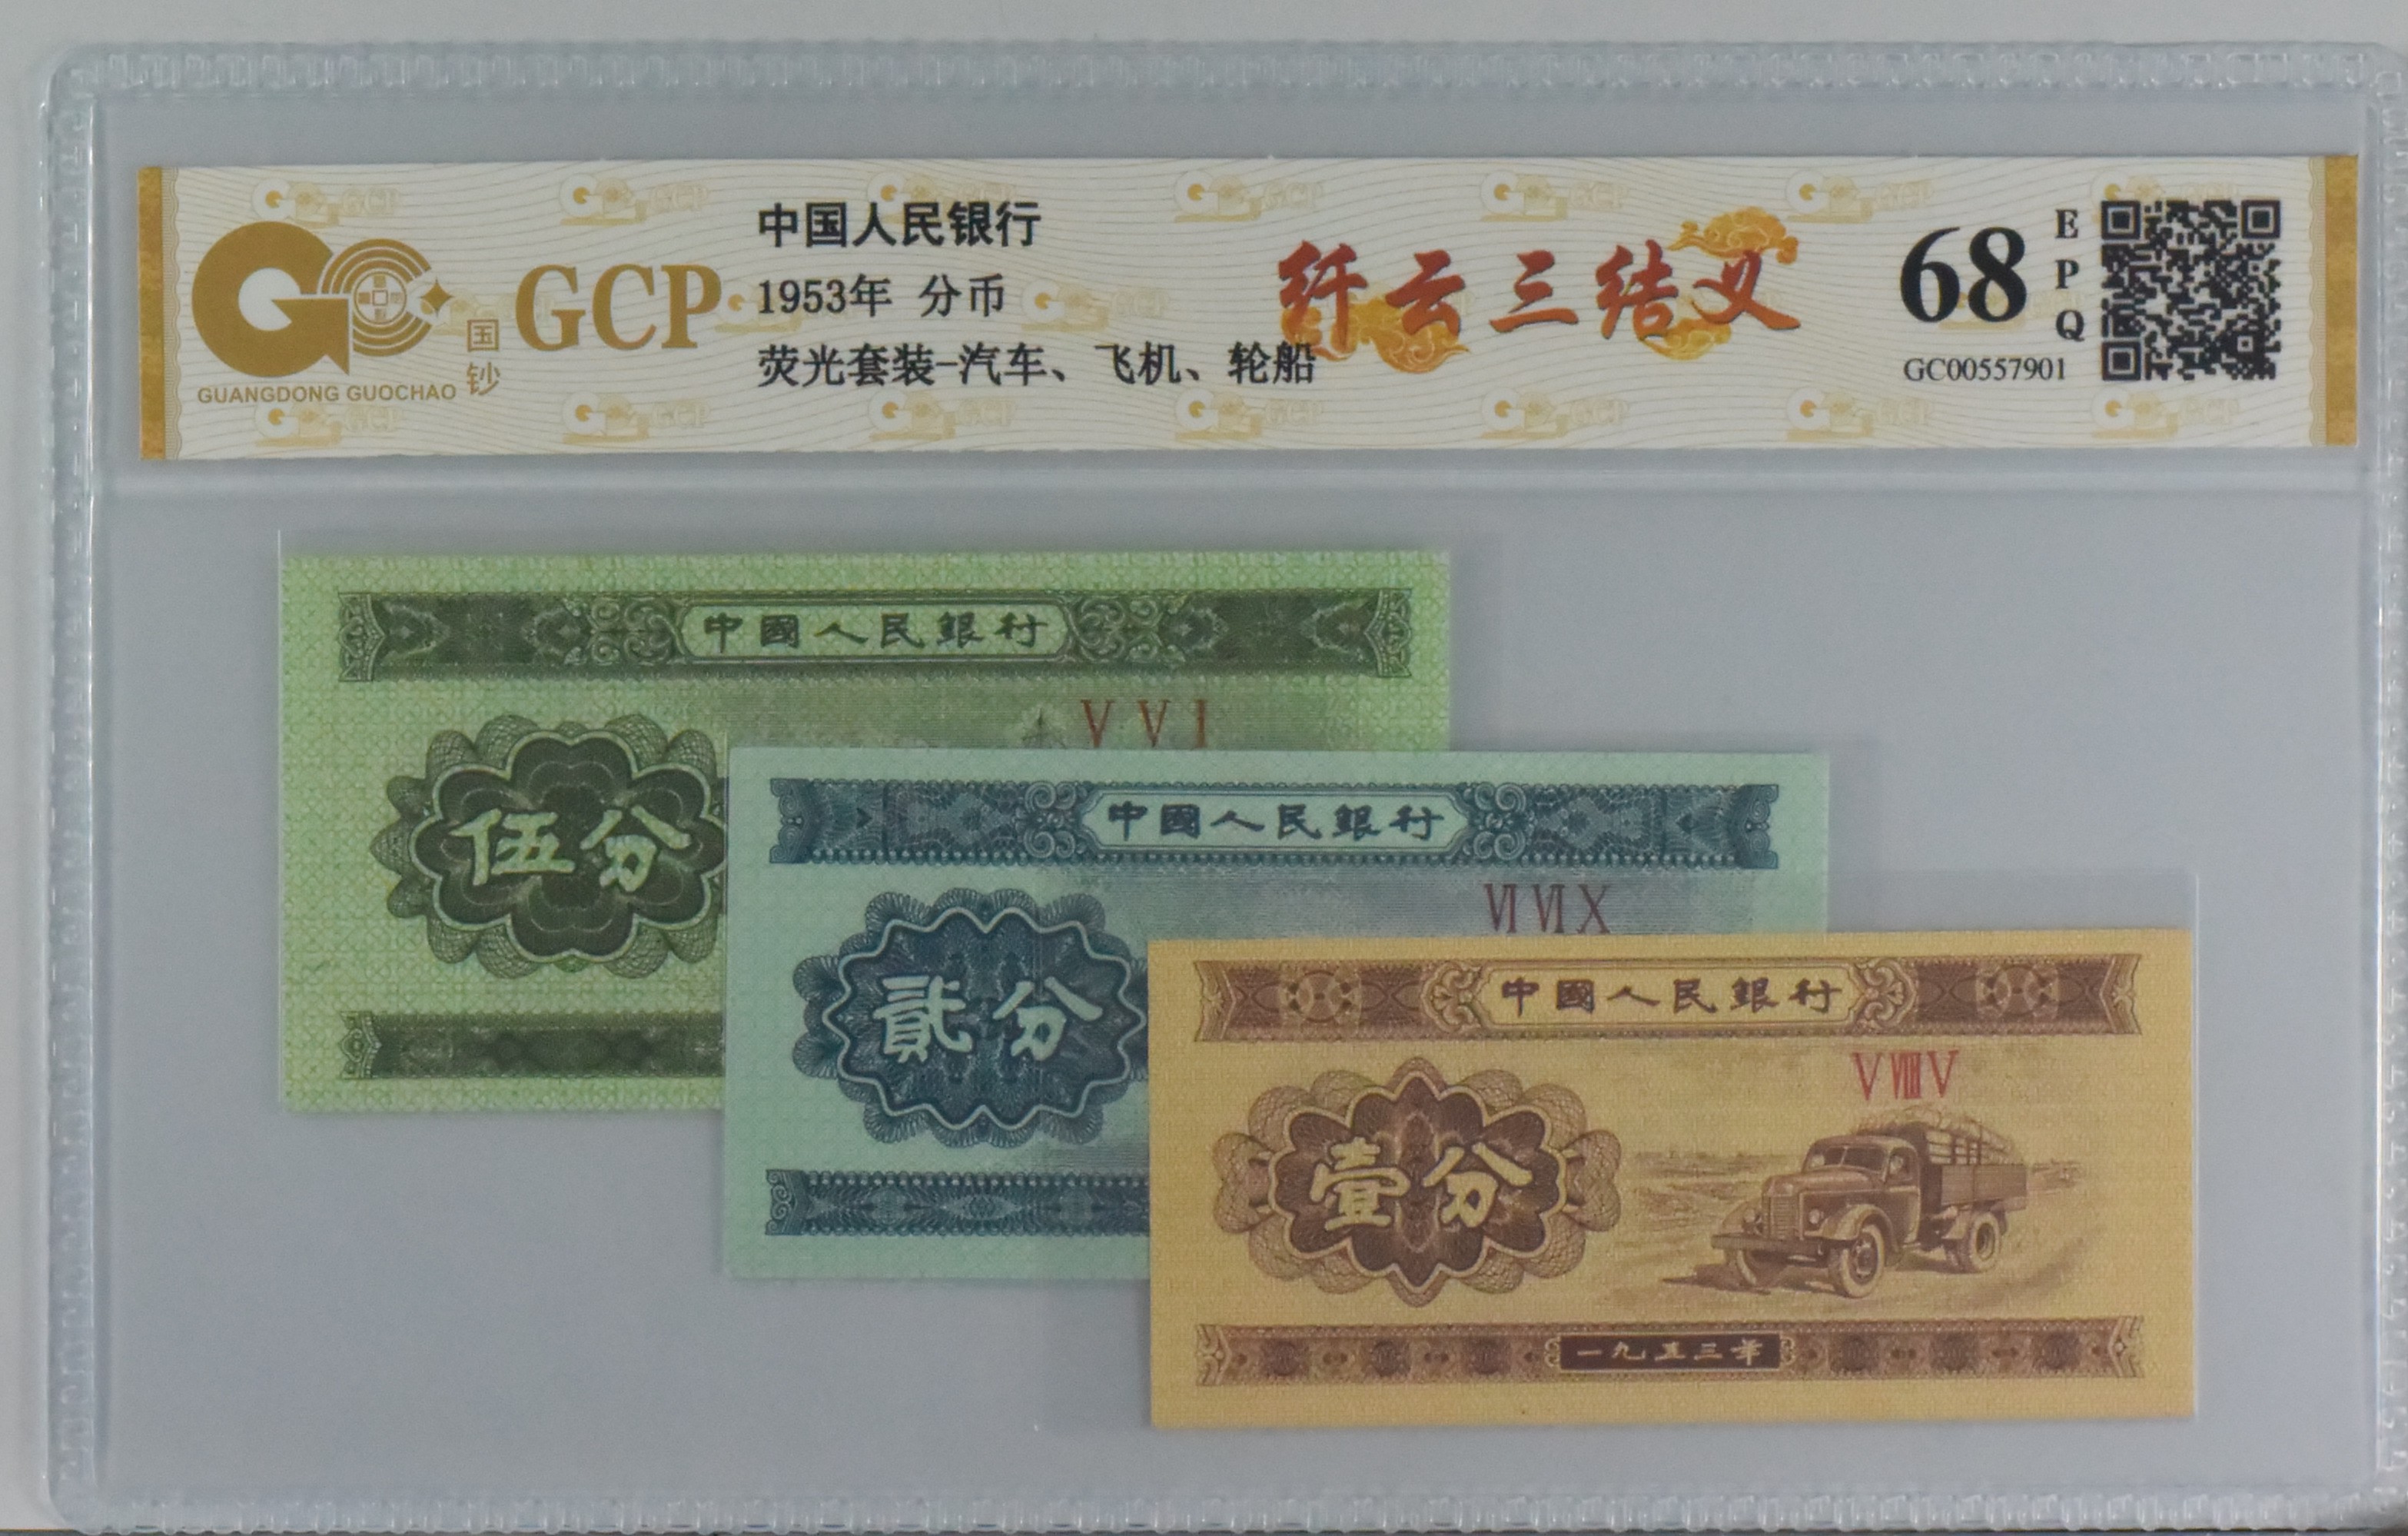 中国人民银行
1953年 分币
荧光套装-汽车、飞机、轮船
GCP
国钞
GUANGDONG GUOCHAO
纤云三结义
68
EPQ
GC00557901
中國人民銀行
V V I
伍分
中國人民銀行
VI VI X
貳分
中國人民銀行
V VIII V
壹分
一九五三年